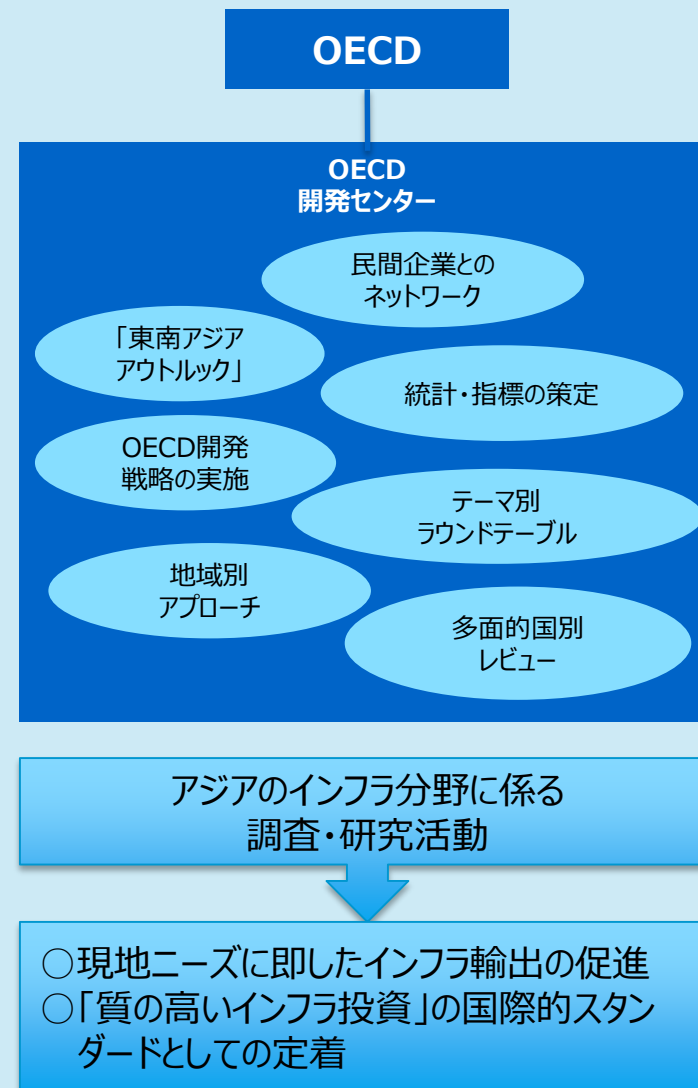 OECD
OECD
開発センター
民間企業との
ネットワーク
「東南アジア
アウトルック」
統計・指標の策定
OECD開発
戦略の実施
テーマ別
ラウンドテーブル
地域別
アプローチ
多面的国別
レビュー
アジアのインフラ分野に係る
調査・研究活動
○現地ニーズに即したインフラ輸出の促進
○「質の高いインフラ投資」の国際的スタン
ダードとしての定着